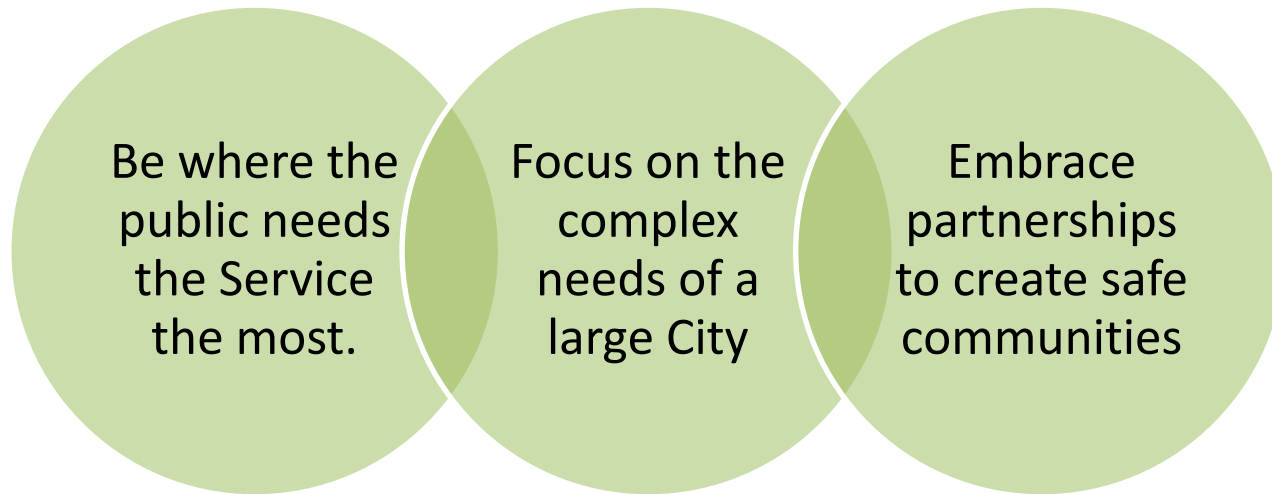 Be where the
public needs
the Service
the most.
Focus on the
complex
needs of a
large City
Embrace
partnerships
to create safe
communities